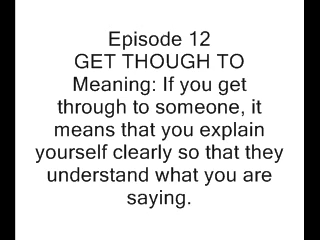 Episode 12
GET THOUGH TO
Meaning: If you get
through to someone, it
means that you explain
yourself clearly so that they
understand what you are
saying.